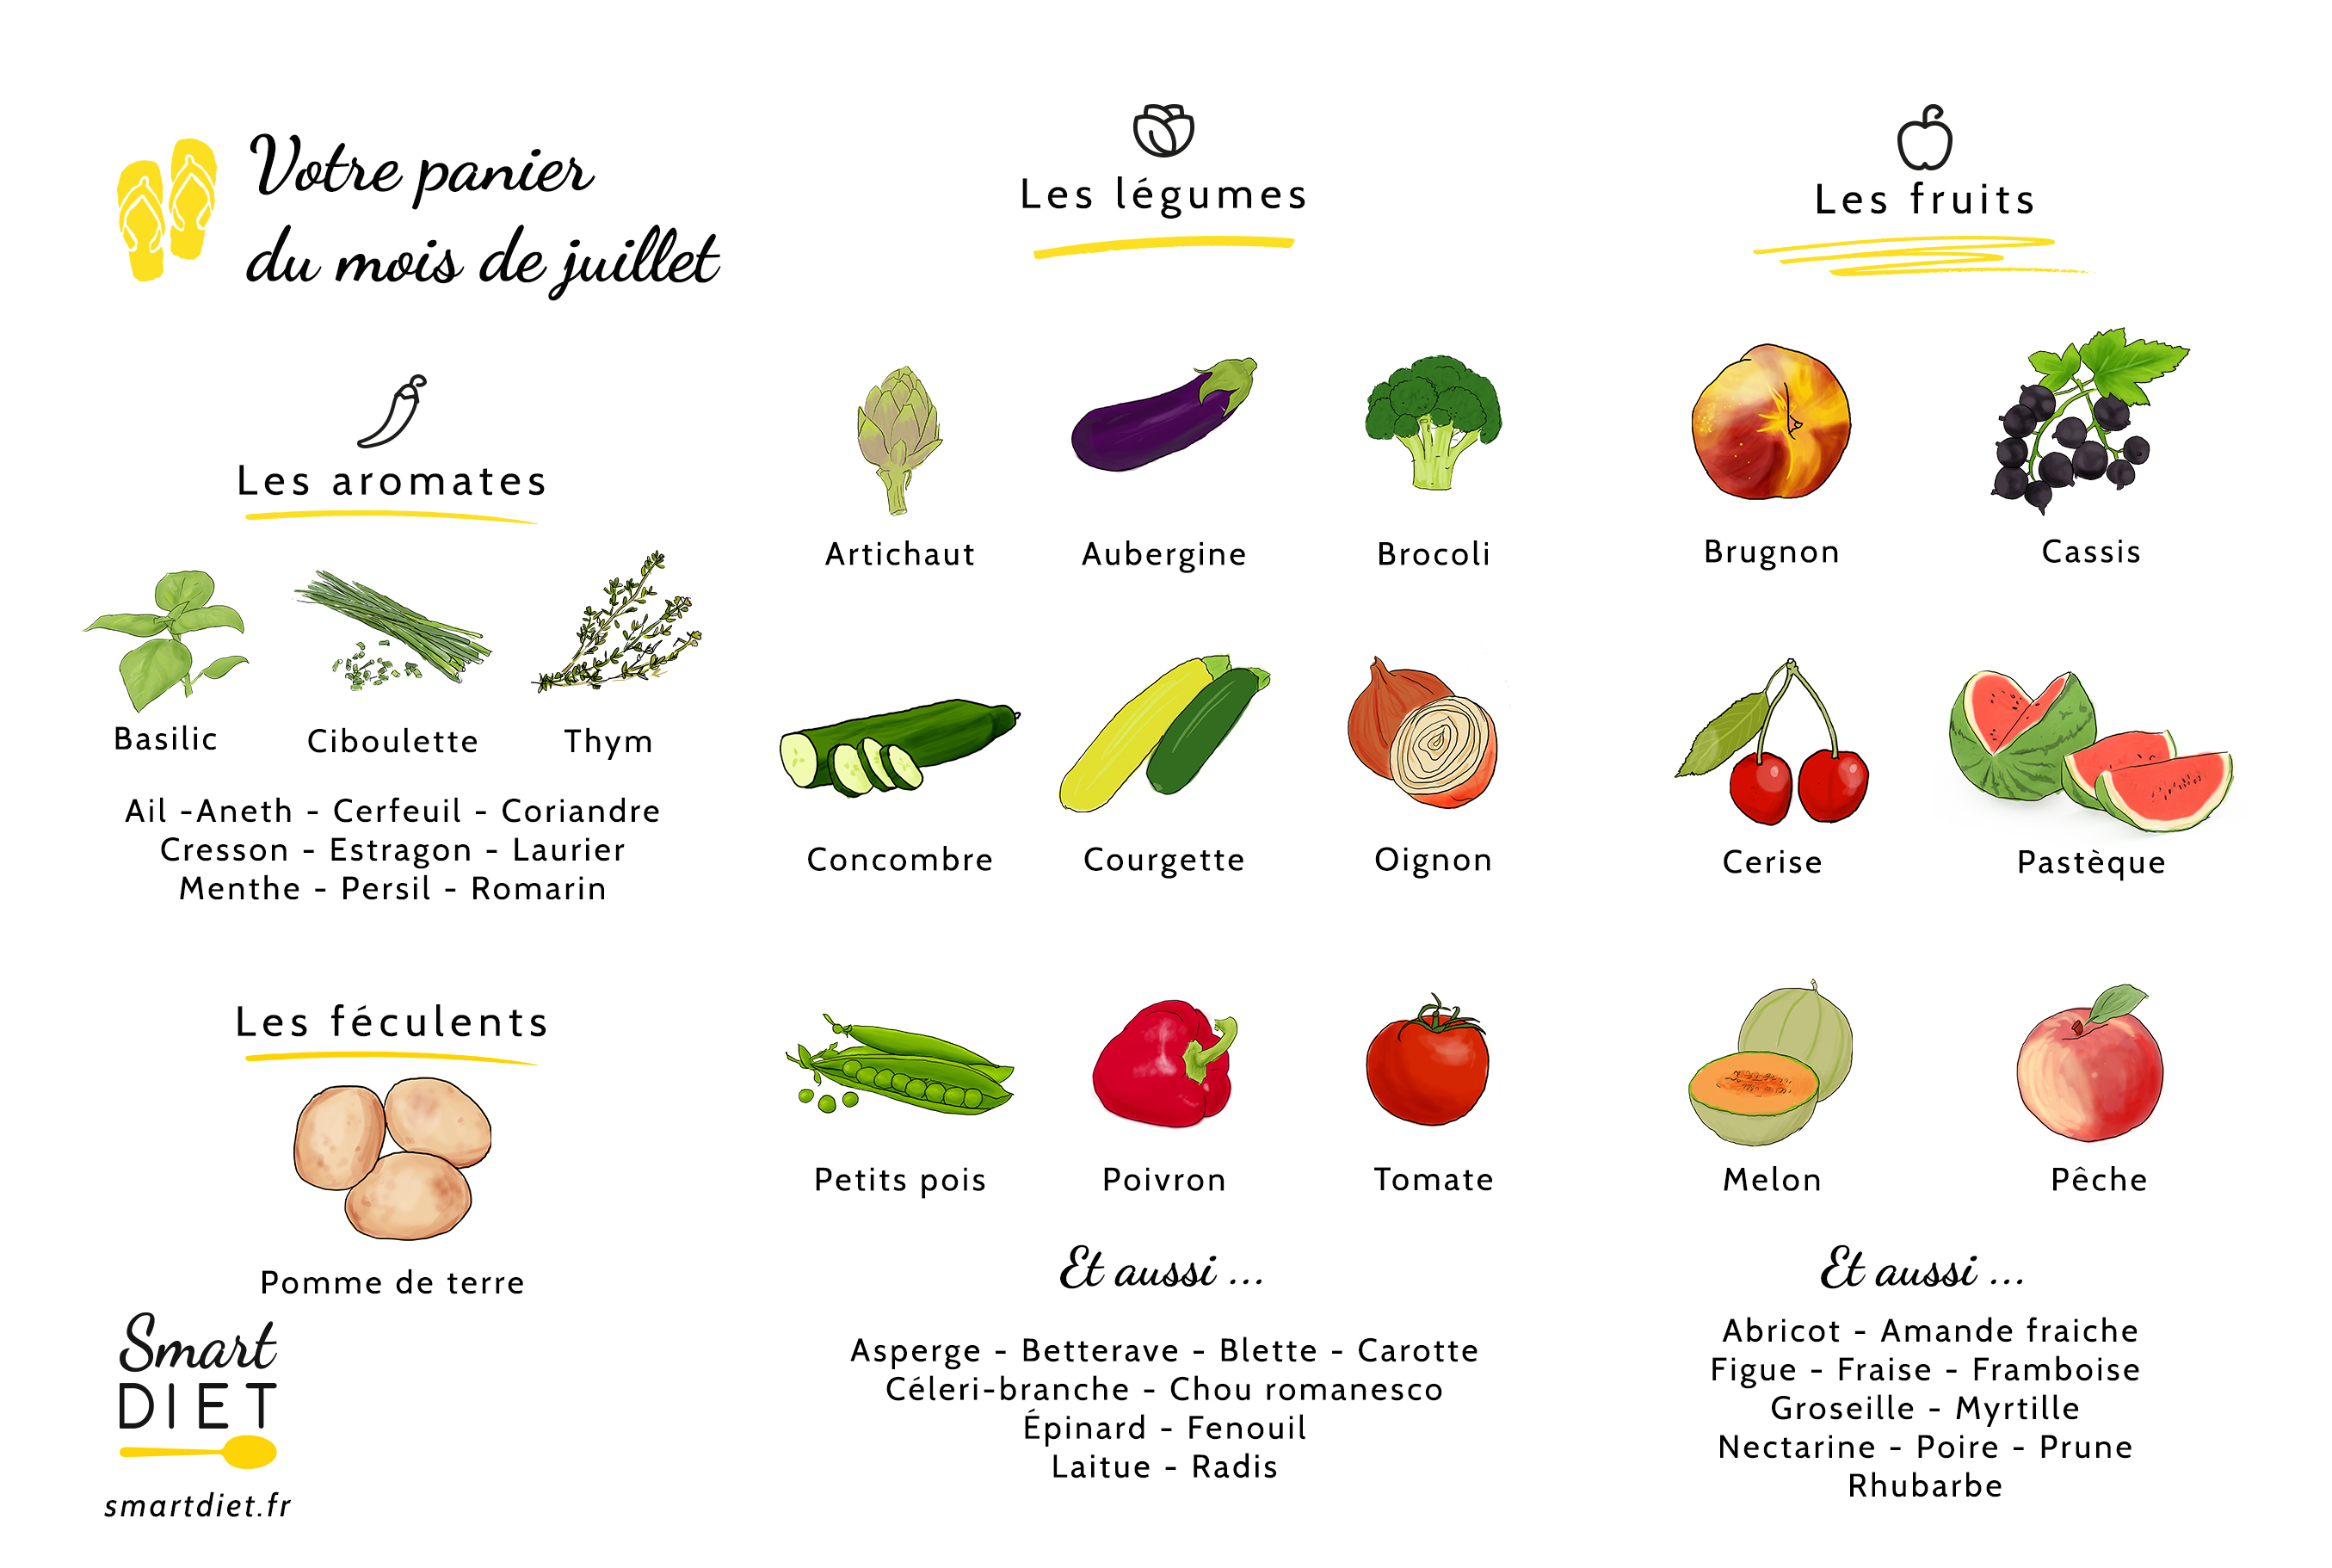 Votre panier
du mois de juillet
Les aromates
Basilic
Ciboulette
Thym
Ail -Aneth - Cerfeuil - Coriandre
Cresson - Estragon - Laurier
Menthe - Persil - Romarin
Les féculents
Pomme de terre
Smart
DIET
smartdiet.fr
Les légumes
Artichaut
Aubergine
Brocoli
Concombre
Courgette
Oignon
Petits pois
Poivron
Tomate
Et aussi ...
Asperge - Betterave - Blette - Carotte
Céleri-branche - Chou romanesco
Épinard - Fenouil
Laitue - Radis
Les fruits
Brugnon
Cassis
Cerise
Pastèque
Melon
Pêche
Et aussi ...
Abricot - Amande fraiche
Figue - Fraise - Framboise
Groseille - Myrtille
Nectarine - Poire - Prune
Rhubarbe